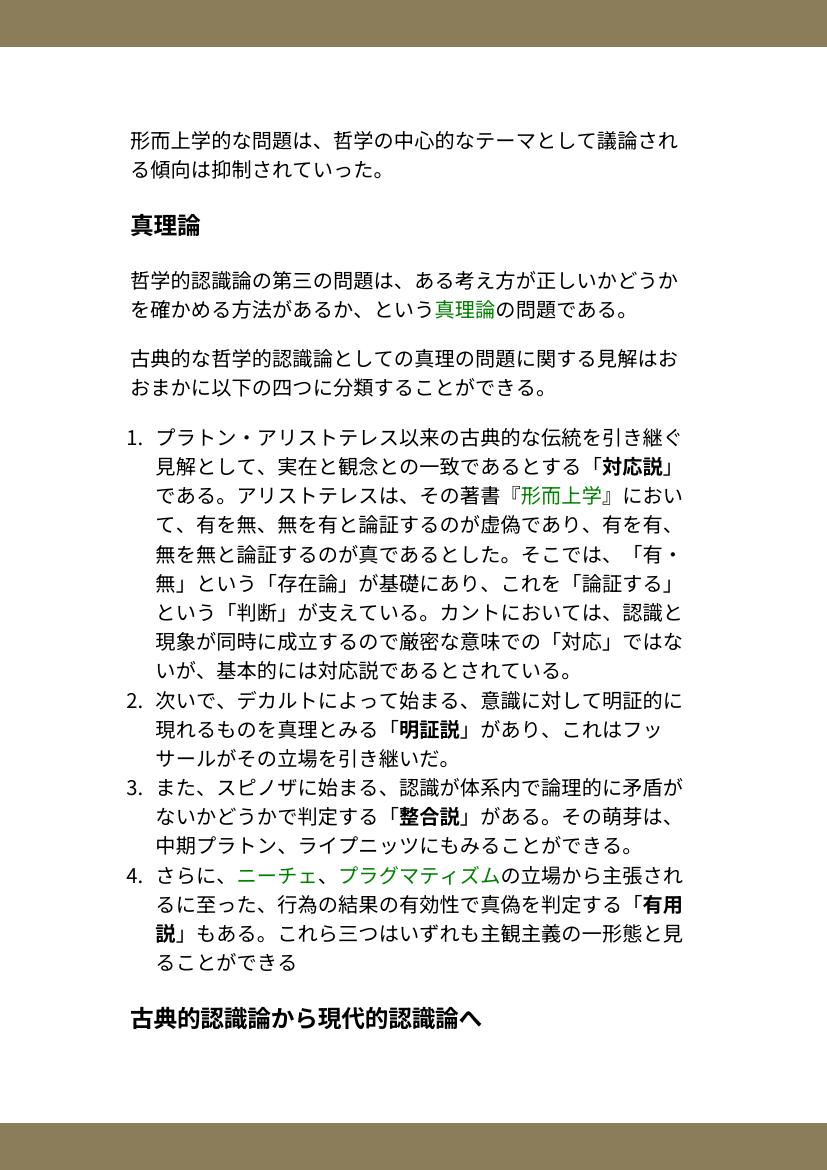 形而上学的な問題は、哲学の中心的なテーマとして議論され
る傾向は抑制されていった。
真理論
哲学的認識論の第三の問題は、ある考え方が正しいかどうか
を確かめる方法があるか、という真理論の問題である。
古典的な哲学的認識論としての真理の問題に関する見解はお
おまかに以下の四つに分類することができる。
1. プラトン・アリストテレス以来の古典的な伝統を引き継ぐ
見解として、実在と観念との一致であるとする「対応説」
である。アリストテレスは、その著書『形而上学』におい
て、有を無、無を有と論証するのが虚偽であり、有を有、
無を無と論証するのが真であるとした。そこでは、「有・
無」という「存在論」が基礎にあり、これを「論証する」
という「判断」が支えている。カントにおいては、認識と
現象が同時に成立するので厳密な意味での「対応」ではな
いが、基本的には対応説であるとされている。
2. 次いで、デカルトによって始まる、意識に対して明証的に
現れるものを真理とみる「明証説」があり、これはフッ
サールがその立場を引き継いだ。
3. また、スピノザに始まる、認識が体系内で論理的に矛盾が
ないかどうかで判定する「整合説」がある。その萌芽は、
中期プラトン、ライプニッツにもみることができる。
4. さらに、ニーチェ、プラグマティズムの立場から主張され
るに至った、行為の結果の有効性で真偽を判定する「有用
説」もある。これら三つはいずれも主観主義の一形態と見
ることができる
古典的認識論から現代的認識論へ